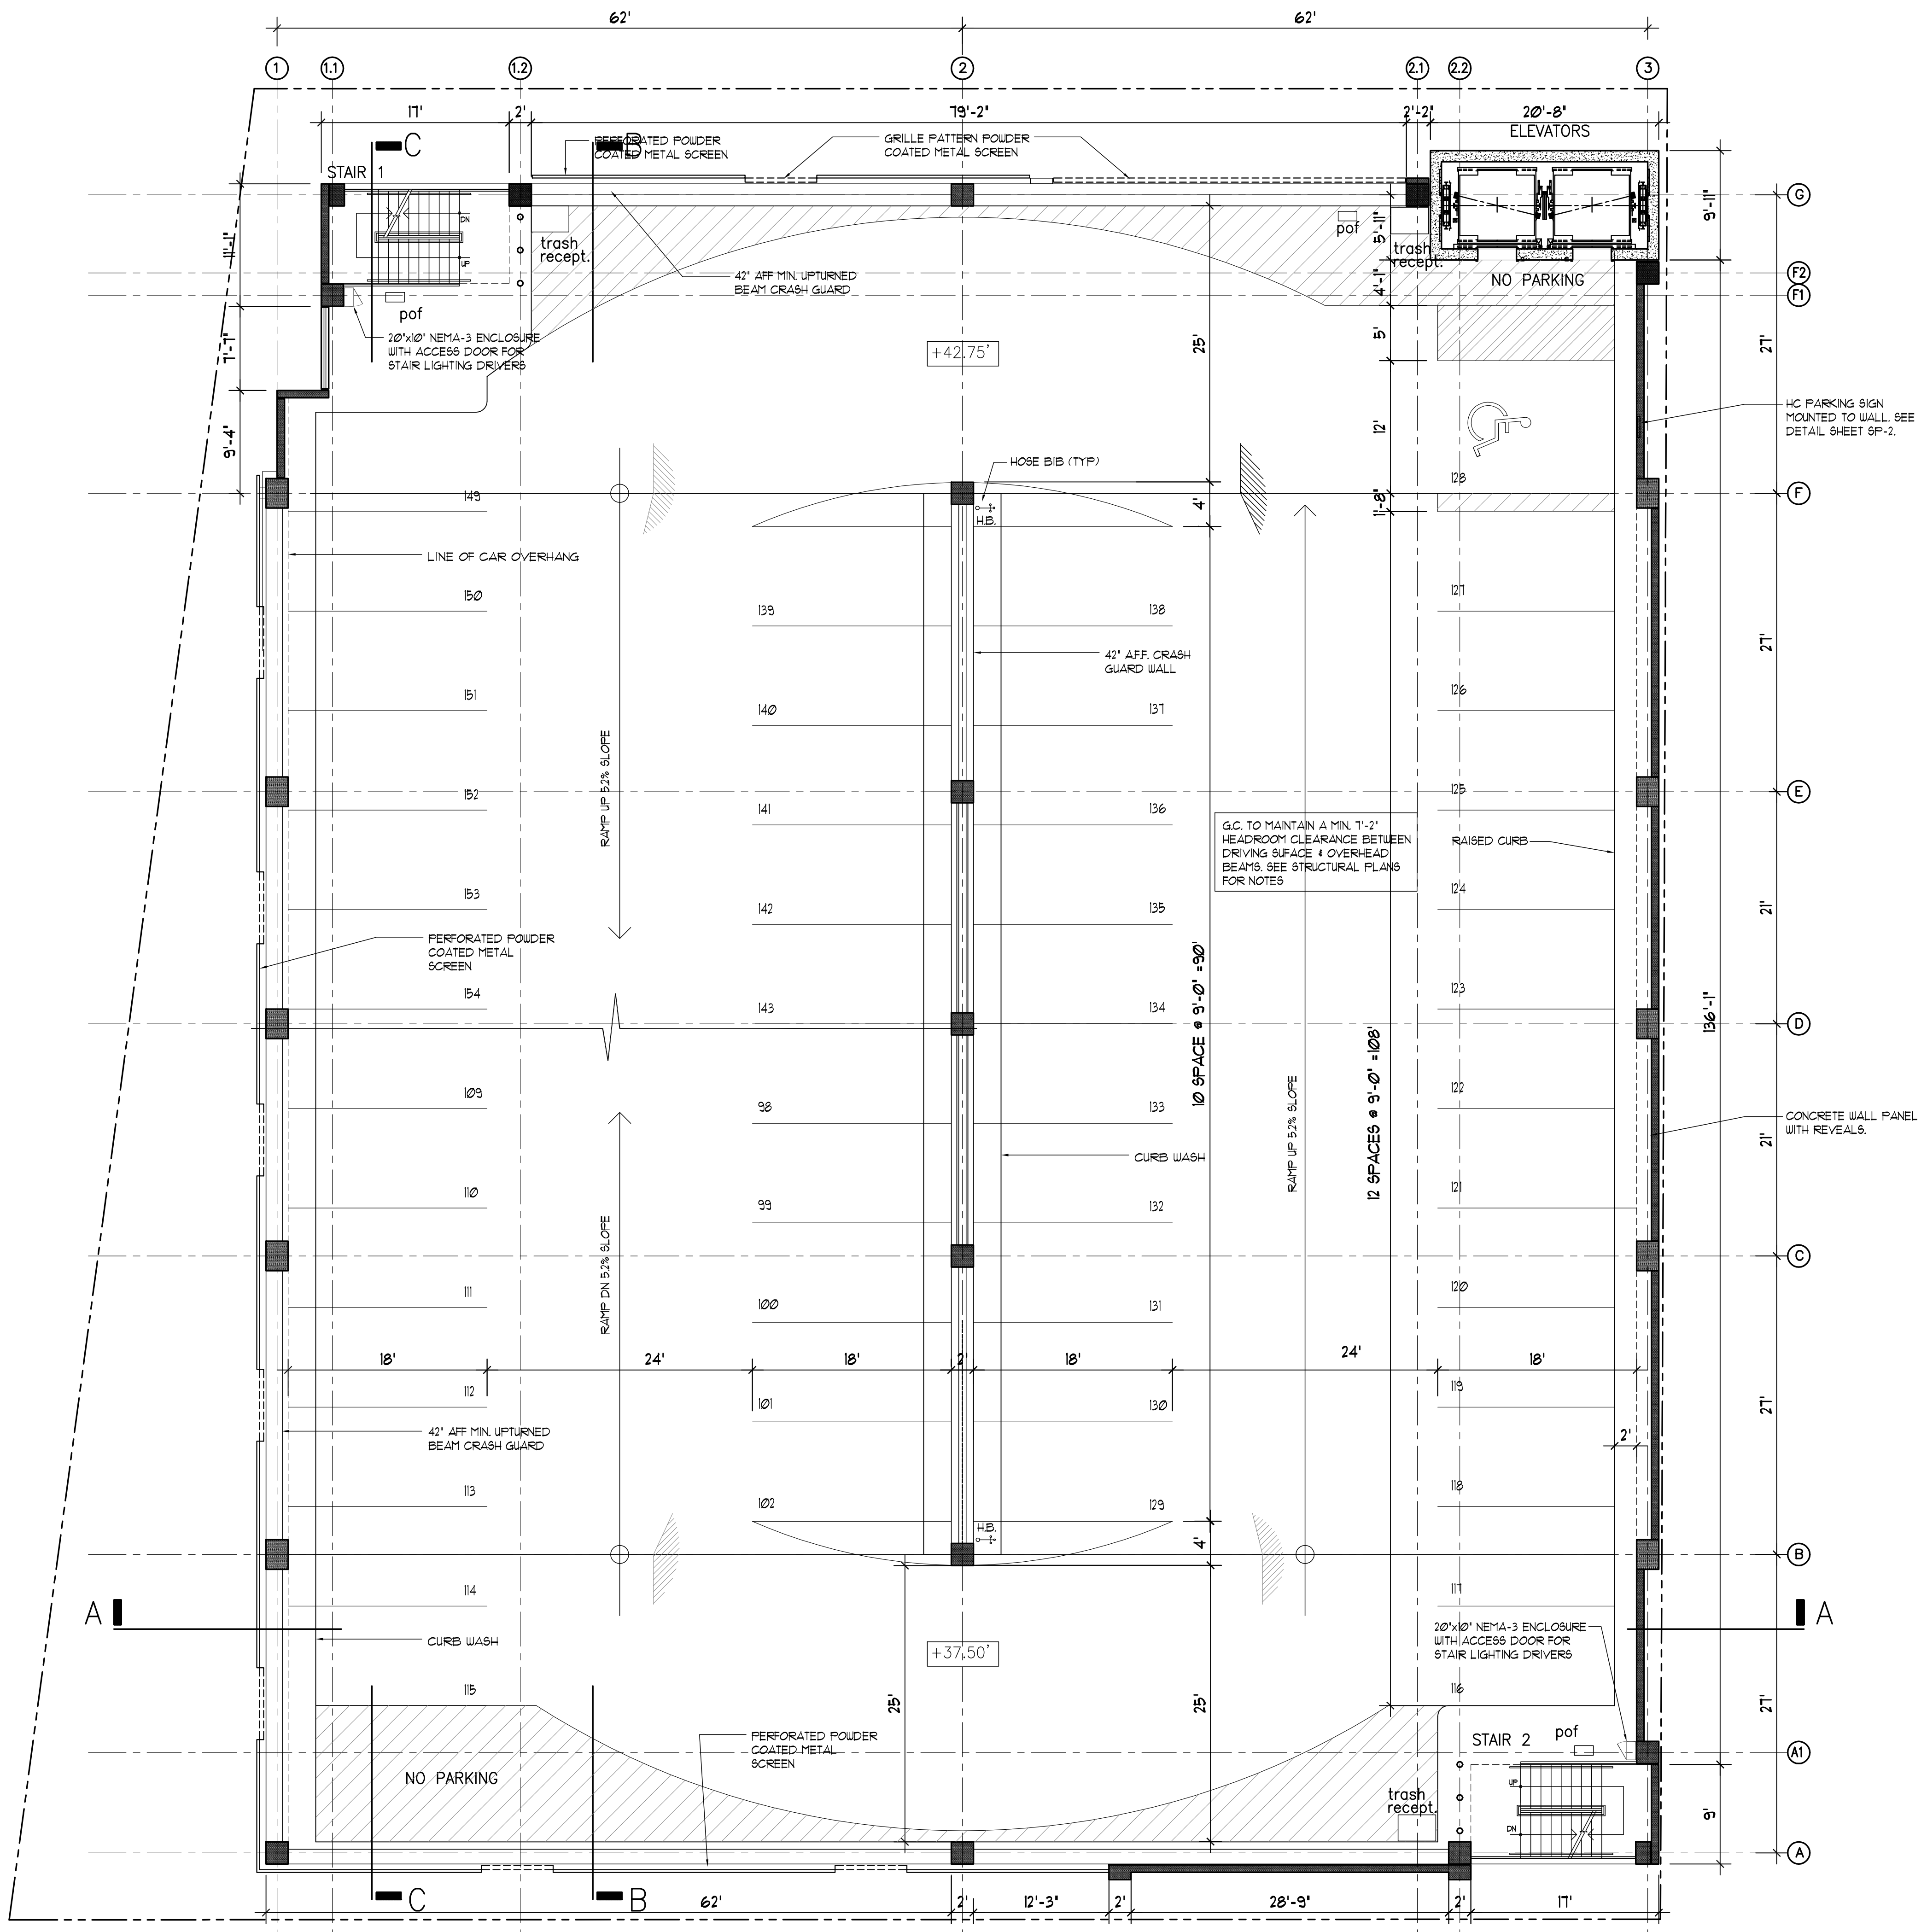 62'
62'
1
1.1
1.2
2
2.1
2.2
3
17'
2'
79'-2"
2'-2"
20'-8"
ELEVATORS
C
B
PERFORATED POWDER
COATED METAL SCREEN
GRILLE PATTERN POWDER
COATED METAL SCREEN
STAIR 1
DN
UP
G
9'-11"
11'-1"
trash
recept.
pof
5'-11"
trash
recept.
42" AFF MIN. UPTURNED
BEAM CRASH GUARD
4'-1"
NO PARKING
F2
F1
pof
20"x10" NEMA-3 ENCLOSURE
WITH ACCESS DOOR FOR
STAIR LIGHTING DRIVERS
7'-7"
+42.75'
25'
5'
27'
9'-4"
12'
HC PARKING SIGN
MOUNTED TO WALL. SEE
DETAIL SHEET SP-2.
HOSE BIB (TYP)
128
149
F
H.B.
4'
1'-8"
LINE OF CAR OVERHANG
150
139
138
127
27'
42" A.F.F. CRASH
GUARD WALL
151
140
137
126
RAMP UP 5.2% SLOPE
152
141
136
125
E
G.C. TO MAINTAIN A MIN. 7'-2"
HEADROOM CLEARANCE BETWEEN
DRIVING SUFACE & OVERHEAD
BEAMS. SEE STRUCTURAL PLANS
FOR NOTES
RAISED CURB
153
142
135
124
21'
PERFORATED POWDER
COATED METAL
SCREEN
10 SPACE @ 9'-0" =90'
154
143
134
123
136'-1"
D
12 SPACES @ 9'-0" =108'
109
98
133
122
RAMP UP 5.2% SLOPE
21'
CONCRETE WALL PANEL
WITH REVEALS.
CURB WASH
110
99
132
121
RAMP DN 5.2% SLOPE
C
111
100
131
120
18'
24'
18'
2'
18'
24'
18'
112
101
130
119
27'
42" AFF MIN. UPTURNED
BEAM CRASH GUARD
2'
113
102
129
118
H.B.
4'
B
114
117
A
A
20"x10" NEMA-3 ENCLOSURE
WITH ACCESS DOOR FOR
STAIR LIGHTING DRIVERS
CURB WASH
+37.50'
115
116
25'
25'
27'
PERFORATED POWDER
COATED METAL
SCREEN
STAIR 2
pof
A1
NO PARKING
UP
trash
recept.
DN
9'
A
C
B
62'
2'
12'-3"
2'
28'-9"
2'
17'